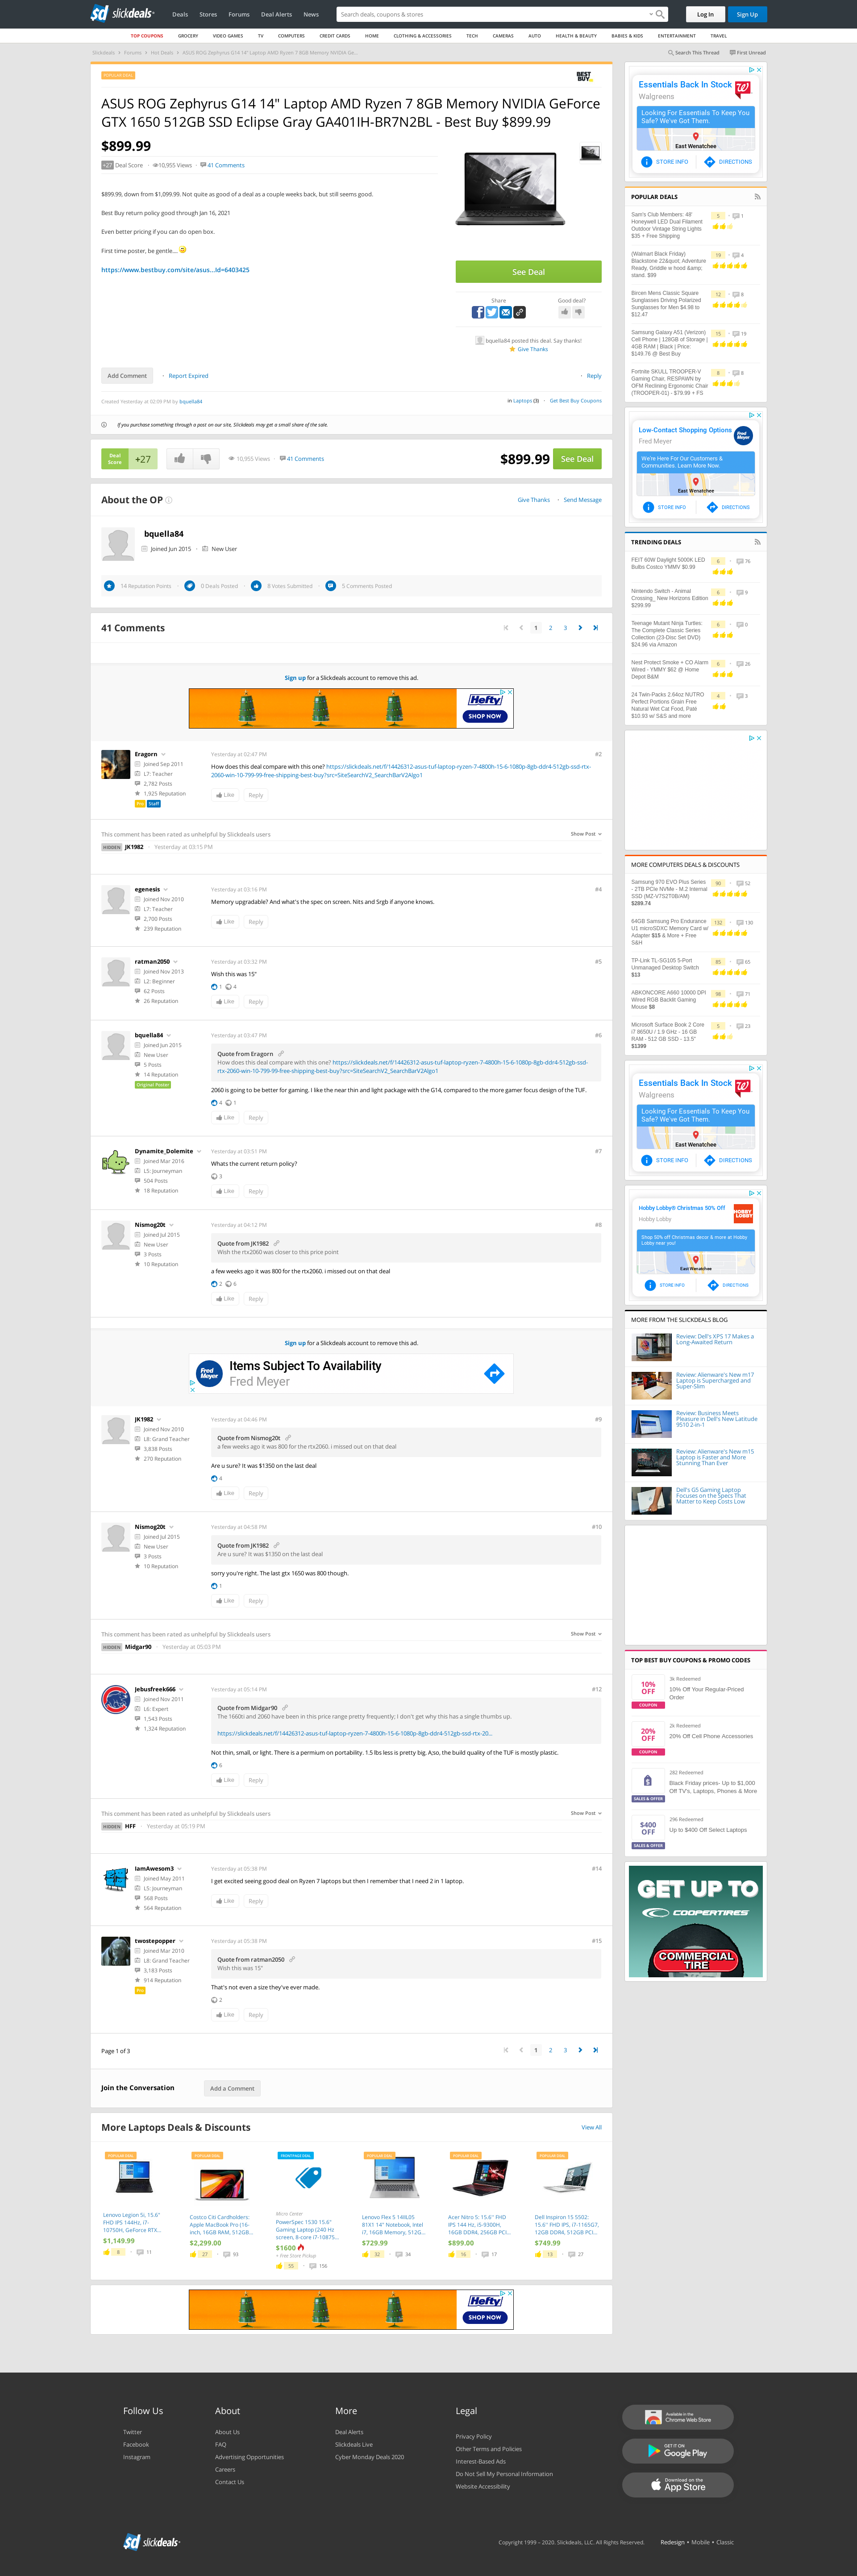 slickdeals
Deals Stores Forums Deal Alerts News
Search deals, coupons & stores
Log In
Sign Up
TOP COUPONS GROCERY VIDEO GAMES TV COMPUTERS CREDIT CARDS HOME CLOTHING & ACCESSORIES TECH CAMERAS AUTO HEALTH & BEAUTY BABIES & KIDS ENTERTAINMENT TRAVEL
Slickdeals Forums Hot Deals ASUS ROG Zephyrus G14 14" Laptop AMD Ryzen 7 8GB Memory NVIDIA Ge...
Search This Thread First Unread
POPULAR DEAL
BEST BUY
ASUS ROG Zephyrus G14 14" Laptop AMD Ryzen 7 8GB Memory NVIDIA GeForce
GTX 1650 512GB SSD Eclipse Gray GA401IH-BR7N2BL - Best Buy $899.99
$899.99
+27 Deal Score 10,955 Views 41 Comments
$899.99, down from $1,099.99. Not quite as good of a deal as a couple weeks back, but still seems good.
Best Buy return policy good through Jan 16, 2021
Even better pricing if you can do open box.
First time poster, be gentle....
https://www.bestbuy.com/site/asus...Id=6403425
See Deal
Share
Good deal?
bquella84 posted this deal. Say thanks!
Give Thanks
Add Comment
Report Expired
Reply
Created Yesterday at 02:09 PM by bquella84
in Laptops (3) Get Best Buy Coupons
If you purchase something through a post on our site, Slickdeals may get a small share of the sale.
Deal
Score
+27
10,955 Views 41 Comments
$899.99
See Deal
About the OP
Give Thanks Send Message
bquella84
Joined Jun 2015 New User
14 Reputation Points 0 Deals Posted 8 Votes Submitted 5 Comments Posted
41 Comments
1 2 3
Sign up for a Slickdeals account to remove this ad.
Hefty
SHOP NOW
Eragorn
Joined Sep 2011
L7: Teacher
2,782 Posts
1,925 Reputation
Pro Staff
Yesterday at 02:47 PM
#2
How does this deal compare with this one? https://slickdeals.net/f/14426312-asus-tuf-laptop-ryzen-7-4800h-15-6-1080p-8gb-ddr4-512gb-ssd-rtx-
2060-win-10-799-99-free-shipping-best-buy?src=SiteSearchV2_SearchBarV2Algo1
Like Reply
This comment has been rated as unhelpful by Slickdeals users
Show Post
HIDDEN JK1982 Yesterday at 03:15 PM
egenesis
Joined Nov 2010
L7: Teacher
2,700 Posts
239 Reputation
Yesterday at 03:16 PM
#4
Memory upgradable? And what's the spec on screen. Nits and Srgb if anyone knows.
Like Reply
ratman2050
Joined Nov 2013
L2: Beginner
62 Posts
26 Reputation
Yesterday at 03:32 PM
#5
Wish this was 15"
1 4
Like Reply
bquella84
Joined Jun 2015
New User
5 Posts
14 Reputation
Original Poster
Yesterday at 03:47 PM
#6
Quote from Eragorn
How does this deal compare with this one? https://slickdeals.net/f/14426312-asus-tuf-laptop-ryzen-7-4800h-15-6-1080p-8gb-ddr4-512gb-ssd-
rtx-2060-win-10-799-99-free-shipping-best-buy?src=SiteSearchV2_SearchBarV2Algo1
2060 is going to be better for gaming. I like the near thin and light package with the G14, compared to the more gamer focus design of the TUF.
4 1
Like Reply
Dynamite_Dolemite
Joined Mar 2016
L5: Journeyman
504 Posts
18 Reputation
Yesterday at 03:51 PM
#7
Whats the current return policy?
3
Like Reply
Nismog20t
Joined Jul 2015
New User
3 Posts
10 Reputation
Yesterday at 04:12 PM
#8
Quote from JK1982
Wish the rtx2060 was closer to this price point
a few weeks ago it was 800 for the rtx2060. i missed out on that deal
2 6
Like Reply
Sign up for a Slickdeals account to remove this ad.
Fred Meyer
Items Subject To Availability
Fred Meyer
JK1982
Joined Nov 2010
L8: Grand Teacher
3,838 Posts
270 Reputation
Yesterday at 04:46 PM
#9
Quote from Nismog20t
a few weeks ago it was 800 for the rtx2060. i missed out on that deal
Are u sure? It was $1350 on the last deal
4
Like Reply
Nismog20t
Joined Jul 2015
New User
3 Posts
10 Reputation
Yesterday at 04:58 PM
#10
Quote from JK1982
Are u sure? It was $1350 on the last deal
sorry you're right. The last gtx 1650 was 800 though.
1
Like Reply
This comment has been rated as unhelpful by Slickdeals users
Show Post
HIDDEN Midgar90 Yesterday at 05:03 PM
Jebusfreek666
Joined Nov 2011
L6: Expert
1,543 Posts
1,324 Reputation
Yesterday at 05:14 PM
#12
Quote from Midgar90
The 1660ti and 2060 have been in this price range pretty frequently; I don't get why this has a single thumbs up.
https://slickdeals.net/f/14426312-asus-tuf-laptop-ryzen-7-4800h-15-6-1080p-8gb-ddr4-512gb-ssd-rtx-20...
Not thin, small, or light. There is a permium on portability. 1.5 lbs less is pretty big. A;so, the build quality of the TUF is mostly plastic.
6
Like Reply
This comment has been rated as unhelpful by Slickdeals users
Show Post
HIDDEN HFF Yesterday at 05:19 PM
IamAwesom3
Joined May 2011
L5: Journeyman
568 Posts
564 Reputation
Yesterday at 05:38 PM
#14
I get excited seeing good deal on Ryzen 7 laptops but then I remember that I need 2 in 1 laptop.
Like Reply
twostepopper
Joined Mar 2010
L8: Grand Teacher
3,183 Posts
914 Reputation
Pro
Yesterday at 05:38 PM
#15
Quote from ratman2050
Wish this was 15"
That's not even a size they've ever made.
2
Like Reply
Page 1 of 3
1 2 3
Join the Conversation
Add a Comment
More Laptops Deals & Discounts
View All
POPULAR DEAL
Lenovo Legion 5i, 15.6"
FHD IPS 144Hz, i7-
10750H, GeForce RTX...
$1,149.99
8 11
POPULAR DEAL
Costco Citi Cardholders:
Apple MacBook Pro (16-
inch, 16GB RAM, 512GB...
$2,299.00
27 93
FRONTPAGE DEAL
Micro Center
PowerSpec 1530 15.6"
Gaming Laptop (240 Hz
screen, 8-core i7-10875...
$1600
+ Free Store Pickup
55 156
POPULAR DEAL
Lenovo Flex 5 14IIL05
81X1 14" Notebook, Intel
i7, 16GB Memory, 512G...
$729.99
32 34
POPULAR DEAL
Acer Nitro 5: 15.6" FHD
IPS 144 Hz, i5-9300H,
16GB DDR4, 256GB PCI...
$899.00
16 17
POPULAR DEAL
Dell Inspiron 15 5502:
15.6" FHD IPS, i7-1165G7,
12GB DDR4, 512GB PCI...
$749.99
13 27
Hefty
SHOP NOW
Essentials Back In Stock
Walgreens
Looking For Essentials To Keep You
Safe? We've Got Them.
East Wenatchee
STORE INFO DIRECTIONS
POPULAR DEALS
Sam's Club Members: 48'
Honeywell LED Dual Filament
Outdoor Vintage String Lights
$35 + Free Shipping
5 1
(Walmart Black Friday)
Blackstone 22&quot; Adventure
Ready, Griddle w hood &amp;
stand. $99
19 4
Bircen Mens Classic Square
Sunglasses Driving Polarized
Sunglasses for Men $4.98 to
$12.47
12 8
Samsung Galaxy A51 (Verizon)
Cell Phone | 128GB of Storage |
4GB RAM | Black | Price:
$149.76 @ Best Buy
15 19
Fortnite SKULL TROOPER-V
Gaming Chair, RESPAWN by
OFM Reclining Ergonomic Chair
(TROOPER-01) - $79.99 + FS
8 8
Low-Contact Shopping Options
Fred Meyer
We're Here For Our Customers &
Communities. Learn More Now.
East Wenatchee
STORE INFO DIRECTIONS
TRENDING DEALS
FEIT 60W Daylight 5000K LED
Bulbs Costco YMMV $0.99
6 76
Nintendo Switch - Animal
Crossing_ New Horizons Edition
$299.99
6 9
Teenage Mutant Ninja Turtles:
The Complete Classic Series
Collection (23-Disc Set DVD)
$24.96 via Amazon
6 0
Nest Protect Smoke + CO Alarm
Wired - YMMV $62 @ Home
Depot B&M
6 26
24 Twin-Packs 2.64oz NUTRO
Perfect Portions Grain Free
Natural Wet Cat Food, Paté
$10.93 w/ S&S and more
4 3
MORE COMPUTERS DEALS & DISCOUNTS
Samsung 970 EVO Plus Series
- 2TB PCIe NVMe - M.2 Internal
SSD (MZ-V7S2T0B/AM)
$289.74
90 52
64GB Samsung Pro Endurance
U1 microSDXC Memory Card w/
Adapter $15 & More + Free
S&H
132 130
TP-Link TL-SG105 5-Port
Unmanaged Desktop Switch
$13
85 65
ABKONCORE A660 10000 DPI
Wired RGB Backlit Gaming
Mouse $8
98 71
Microsoft Surface Book 2 Core
i7 8650U / 1.9 GHz - 16 GB
RAM - 512 GB SSD - 13.5"
$1399
5 23
Essentials Back In Stock
Walgreens
Looking For Essentials To Keep You
Safe? We've Got Them.
East Wenatchee
STORE INFO DIRECTIONS
Hobby Lobby® Christmas 50% Off
Hobby Lobby
HOBBY LOBBY
Shop 50% off Christmas decor & more at Hobby
Lobby near you!
East Wenatchee
STORE INFO DIRECTIONS
MORE FROM THE SLICKDEALS BLOG
Review: Dell's XPS 17 Makes a
Long-Awaited Return
Review: Alienware's New m17
Laptop is Supercharged and
Super-Slim
Review: Business Meets
Pleasure in Dell's New Latitude
9510 2-in-1
Review: Alienware's New m15
Laptop is Faster and More
Stunning Than Ever
Dell's G5 Gaming Laptop
Focuses on the Specs That
Matter to Keep Costs Low
TOP BEST BUY COUPONS & PROMO CODES
10%
OFF
COUPON
3k Redeemed
10% Off Your Regular-Priced
Order
20%
OFF
COUPON
2k Redeemed
20% Off Cell Phone Accessories
SALES & OFFER
282 Redeemed
Black Friday prices- Up to $1,000
Off TV's, Laptops, Phones & More
$400
OFF
SALES & OFFER
296 Redeemed
Up to $400 Off Select Laptops
GET UP TO
COOPERTIRES
COMMERCIAL
TIRE
Follow Us
Twitter
Facebook
Instagram
About
About Us
FAQ
Advertising Opportunities
Careers
Contact Us
More
Deal Alerts
Slickdeals Live
Cyber Monday Deals 2020
Legal
Privacy Policy
Other Terms and Policies
Interest-Based Ads
Do Not Sell My Personal Information
Website Accessibility
Available in the
Chrome Web Store
GET IT ON
Google Play
Download on the
App Store
slickdeals
Copyright 1999 - 2020. Slickdeals, LLC. All Rights Reserved. Redesign • Mobile • Classic